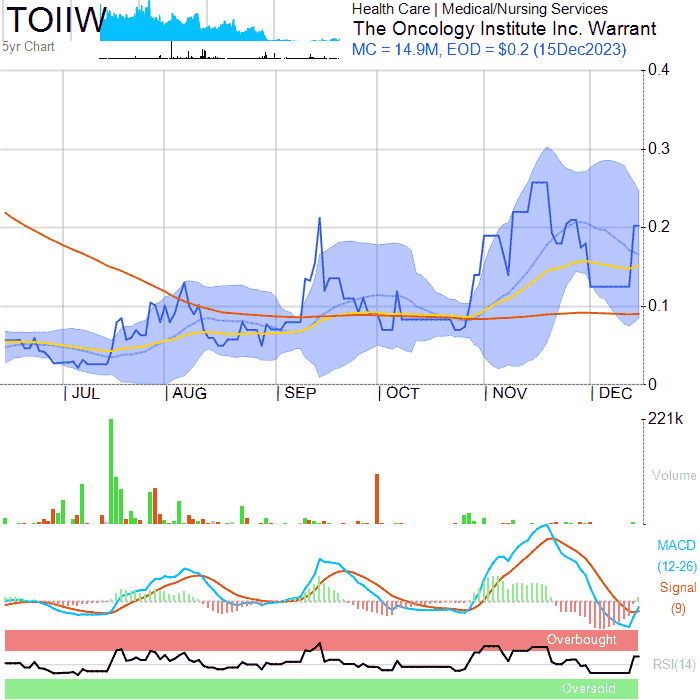 TOIIW
5yr Chart
Health Care | Medical/Nursing Services
The Oncology Institute Inc. Warrant
MC = 14.9M, EOD = $0.2 (15Dec2023)
0.4
0.3
0.2
0.1
0
JUL AUG SEP OCT NOV DEC
221k
Volume
MACD
(12-26)
Signal
(9)
Overbought
RSI(14)
Oversold